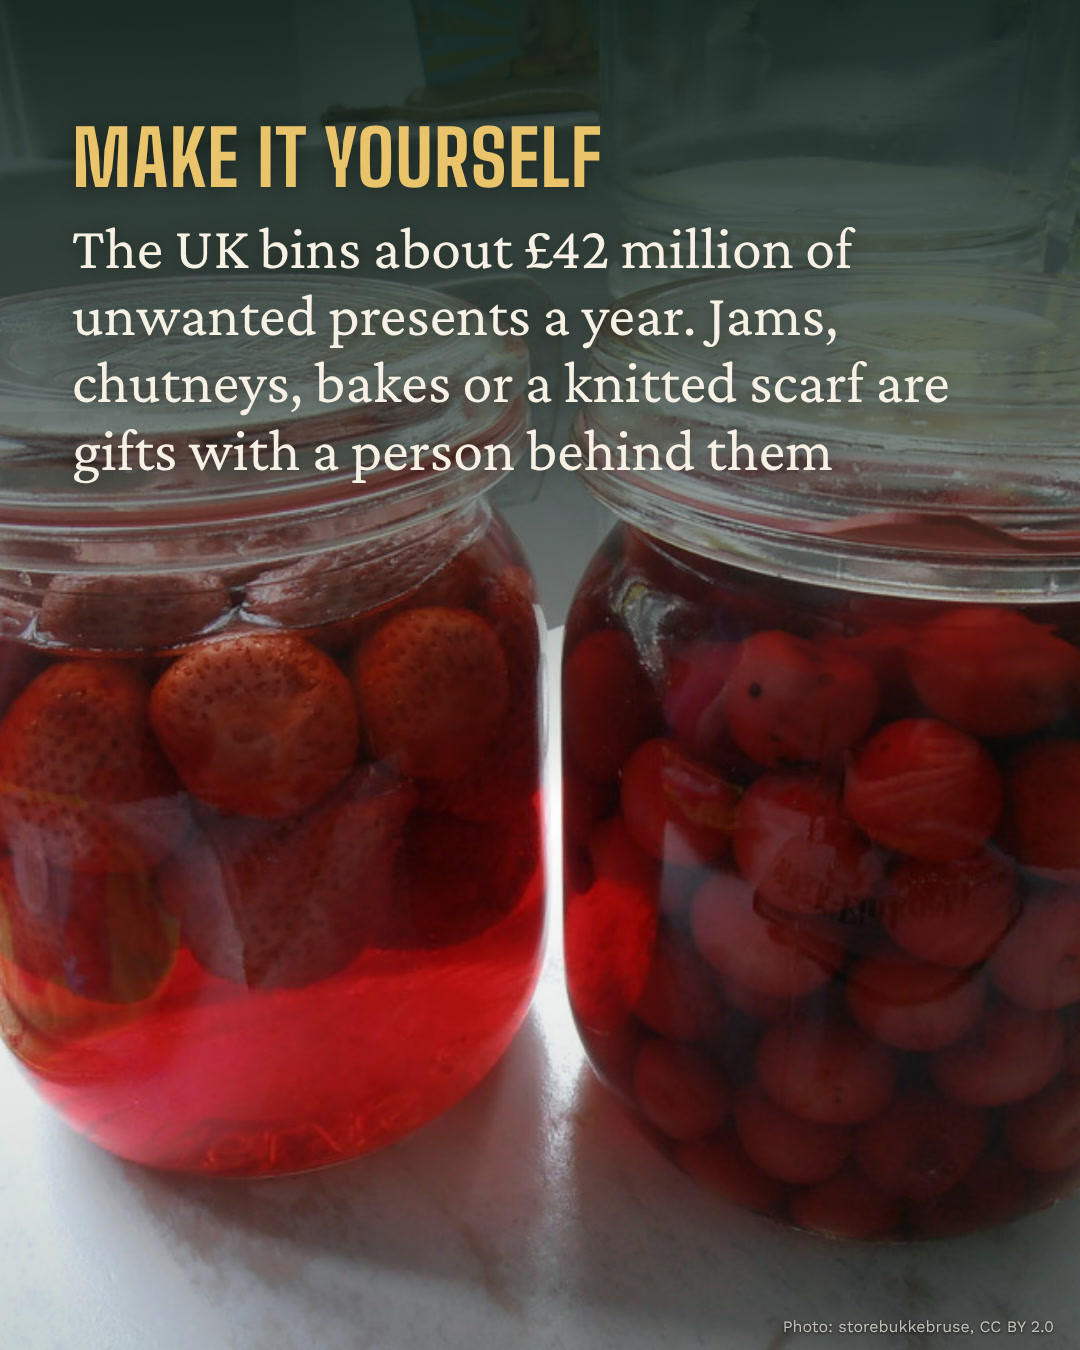 MAKE IT YOURSELF
The UK bins about £42 million of
unwanted presents a year. Jams,
chutneys, bakes or a knitted scarf are
gifts with a person behind them
Photo: storebukkebruse, CC BY 2.0